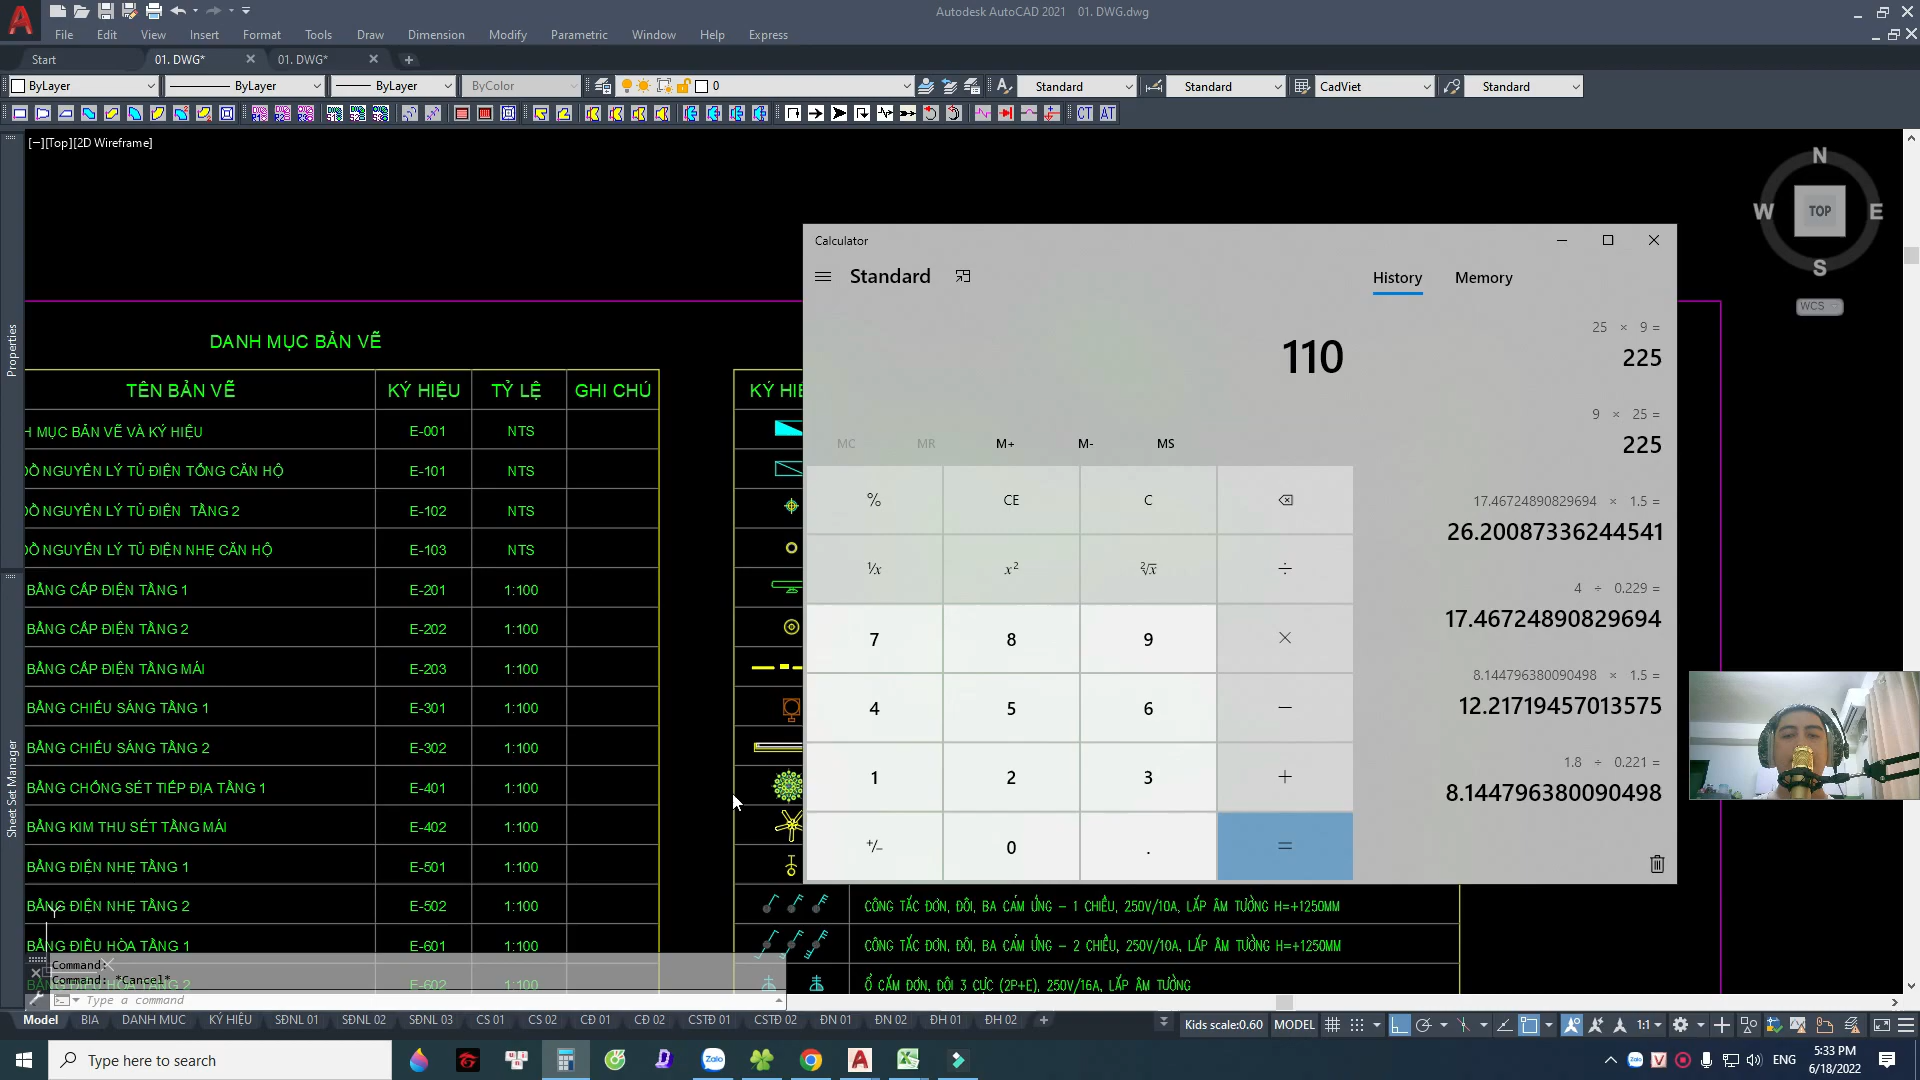 Autodesk AutoCAD 2021 01. DWG.dwg
File Edit View Insert Format Tools Draw Dimension Modify Parametric Window Help Express
Start 01. DWG* 01. DWG*
ByLayer ByLayer ByLayer ByColor 0 Standard Standard CadViet Standard
CT AT
[−][Top][2D Wireframe]
N
W TOP E
S
WCS
Properties
Sheet Set Manager
DANH MỤC BẢN VẼ
TÊN BẢN VẼ KÝ HIỆU TỶ LỆ GHI CHÚ
H MỤC BẢN VẼ VÀ KÝ HIỆU E-001 NTS
ĐỒ NGUYÊN LÝ TỦ ĐIỆN TỔNG CĂN HỘ E-101 NTS
ĐỒ NGUYÊN LÝ TỦ ĐIỆN TẦNG 2 E-102 NTS
ĐỒ NGUYÊN LÝ TỦ ĐIỆN NHẸ CĂN HỘ E-103 NTS
BẰNG CẤP ĐIỆN TẦNG 1 E-201 1:100
BẰNG CẤP ĐIỆN TẦNG 2 E-202 1:100
BẰNG CẤP ĐIỆN TẦNG MÁI E-203 1:100
BẰNG CHIẾU SÁNG TẦNG 1 E-301 1:100
BẰNG CHIẾU SÁNG TẦNG 2 E-302 1:100
BẰNG CHỐNG SÉT TIẾP ĐỊA TẦNG 1 E-401 1:100
BẰNG KIM THU SÉT TẦNG MÁI E-402 1:100
BẰNG ĐIỆN NHẸ TẦNG 1 E-501 1:100
BẰNG ĐIỆN NHẸ TẦNG 2 E-502 1:100
BẰNG ĐIỀU HÒA TẦNG 1 E-601 1:100
E-602 1:100
KÝ HIỆ
CÔNG TẮC ĐƠN, ĐÔI, BA CẢM ỨNG – 1 CHIỀU, 250V/10A, LẮP ÂM TƯỜNG H=+1250MM
CÔNG TẮC ĐƠN, ĐÔI, BA CẢM ỨNG – 2 CHIỀU, 250V/10A, LẮP ÂM TƯỜNG H=+1250MM
Ổ CẮM ĐƠN, ĐÔI 3 CỰC (2P+E), 250V/16A, LẮP ÂM TƯỜNG
Calculator
Standard
History Memory
110
MC MR M+ M- MS
% CE C
¹/x x² ²√x ÷
7 8 9 ×
4 5 6 −
1 2 3 +
+/− 0 . =
25 × 9 =
225
9 × 25 =
225
17.46724890829694 × 1.5 =
26.20087336244541
4 ÷ 0.229 =
17.46724890829694
8.144796380090498 × 1.5 =
12.21719457013575
1.8 ÷ 0.221 =
8.144796380090498
Y
Command:
Command: *Cancel*
Type a command
Model BIA DANH MUC KÝ HIỆU SĐNL 01 SĐNL 02 SĐNL 03 CS 01 CS 02 CĐ 01 CĐ 02 CSTĐ 01 CSTĐ 02 ĐN 01 ĐN 02 ĐH 01 ĐH 02 +
Kids scale:0.60 MODEL 1:1
Type here to search
Zalo
ENG
5:33 PM
6/18/2022